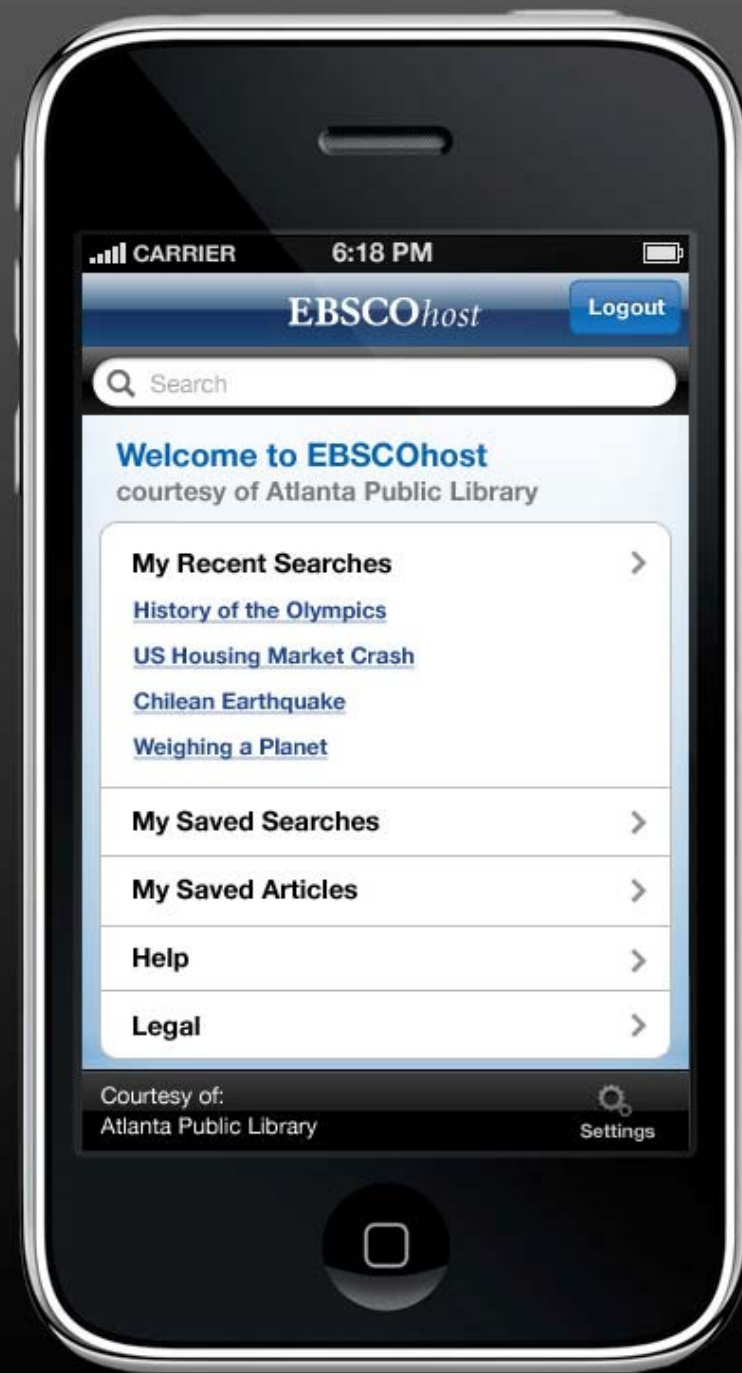 CARRIER 6:18 PM
EBSCOhost Logout
Search
Welcome to EBSCOhost
courtesy of Atlanta Public Library
My Recent Searches
History of the Olympics
US Housing Market Crash
Chilean Earthquake
Weighing a Planet
My Saved Searches
My Saved Articles
Help
Legal
Courtesy of:
Atlanta Public Library
Settings